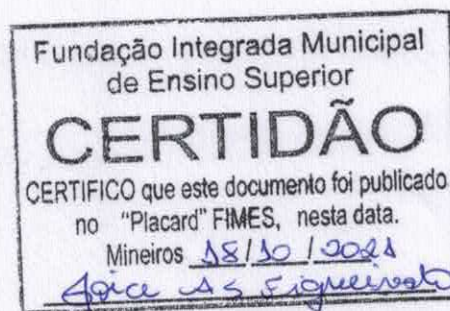 Fundação Integrada Municipal
de Ensino Superior
CERTIDÃO
CERTIFICO que este documento foi publicado
no "Placard" FIMES, nesta data.
Mineiros 18/10/2021